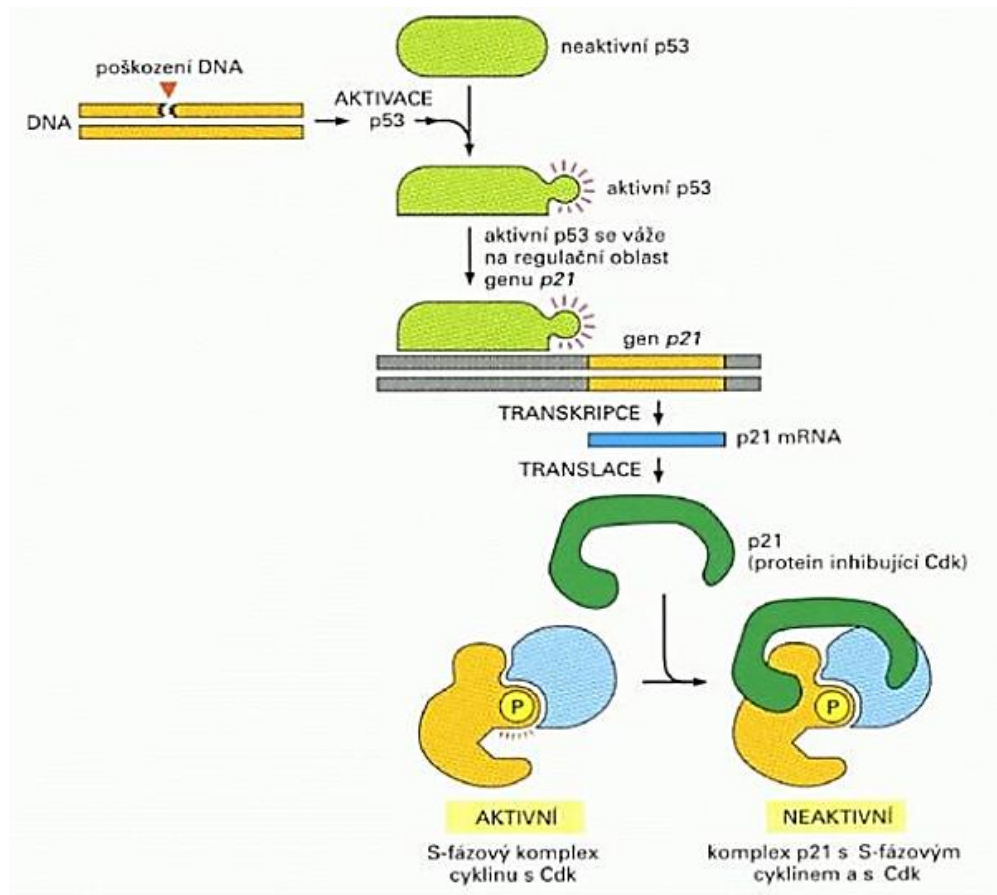 neaktivní p53
poškození DNA
DNA
AKTIVACE
p53
aktivní p53
aktivní p53 se váže
na regulační oblast
genu p21
gen p21
TRANSKRIPCE
p21 mRNA
TRANSLACE
p21
(protein inhibující Cdk)
P
P
AKTIVNÍ
NEAKTIVNÍ
S-fázový komplex
cyklinu s Cdk
komplex p21 s S-fázovým
cyklinem a s Cdk